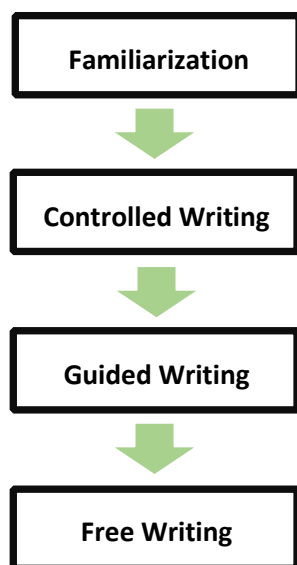 Familiarization
Controlled Writing
Guided Writing
Free Writing